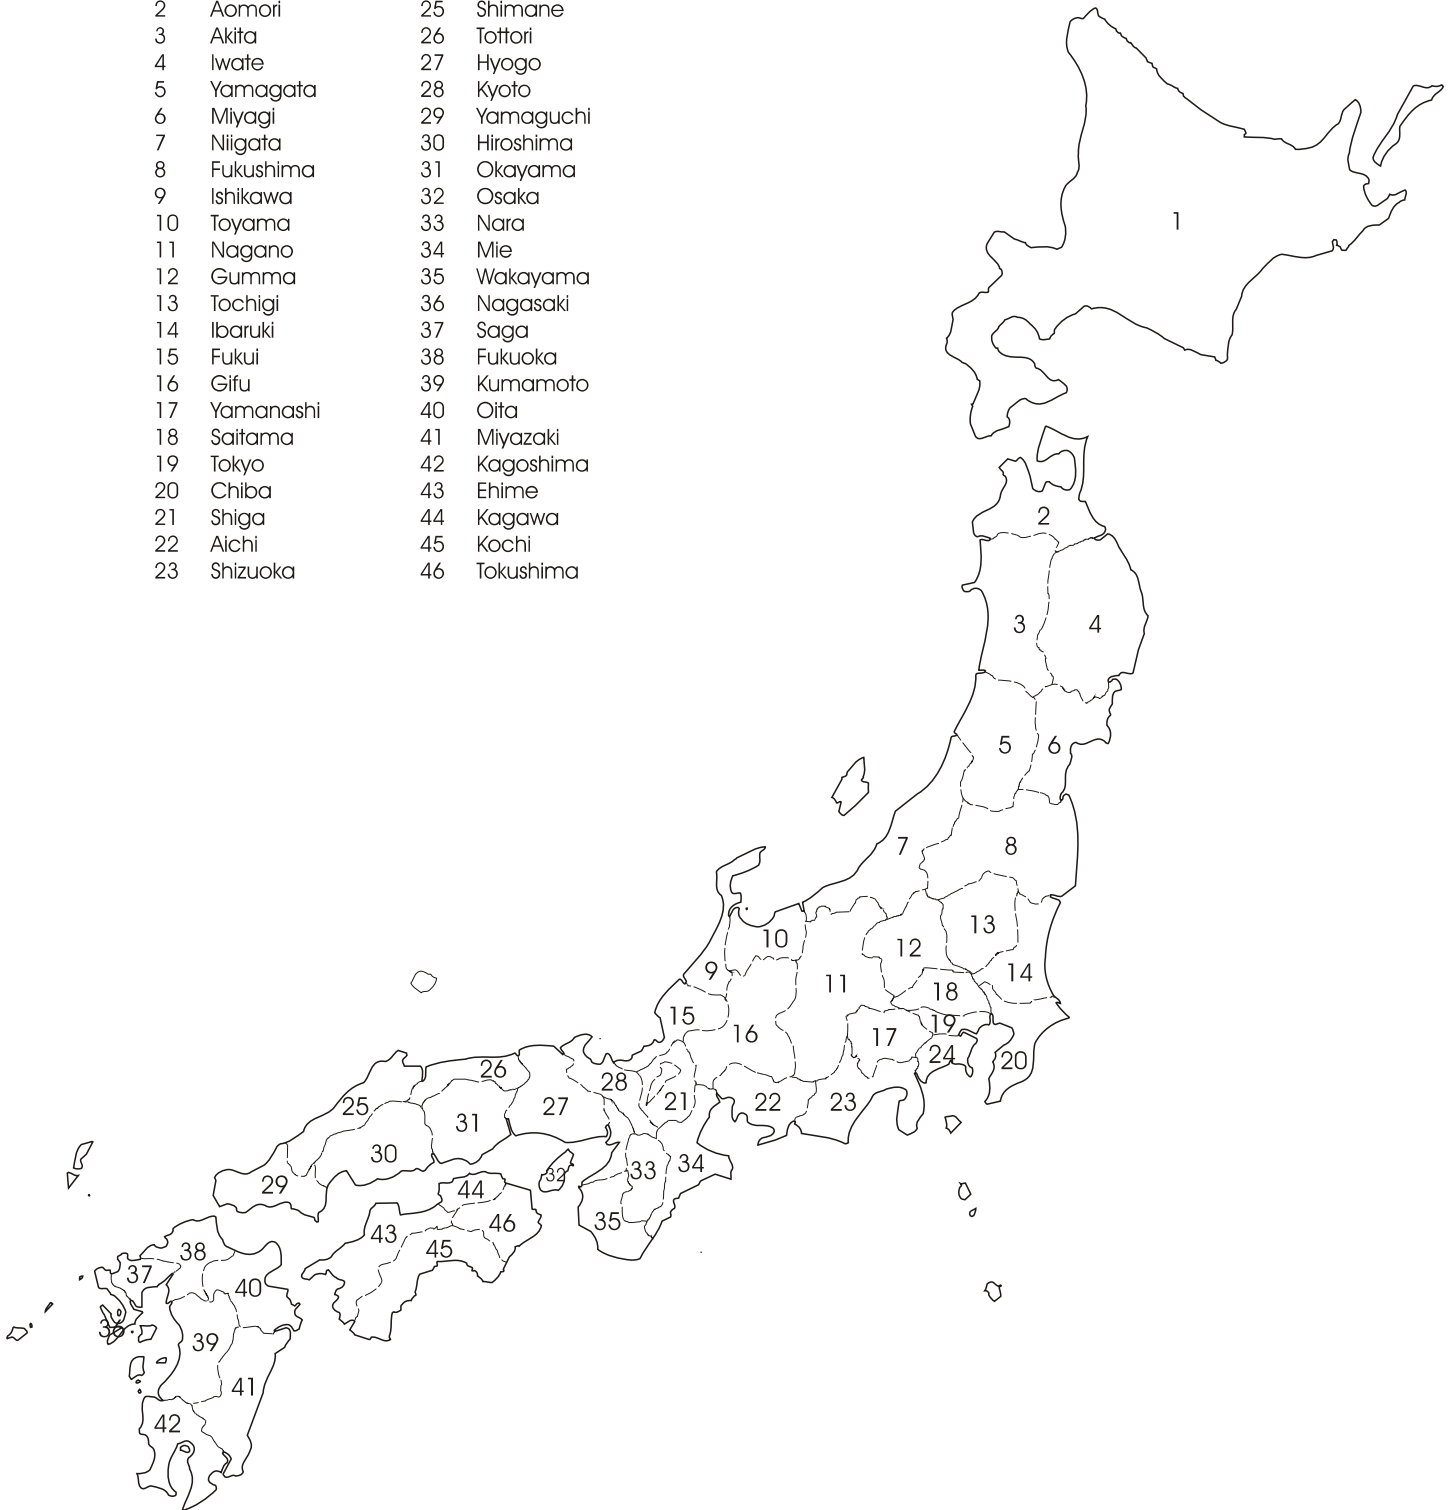 2 Aomori
3 Akita
4 Iwate
5 Yamagata
6 Miyagi
7 Niigata
8 Fukushima
9 Ishikawa
10 Toyama
11 Nagano
12 Gumma
13 Tochigi
14 Ibaruki
15 Fukui
16 Gifu
17 Yamanashi
18 Saitama
19 Tokyo
20 Chiba
21 Shiga
22 Aichi
23 Shizuoka
25 Shimane
26 Tottori
27 Hyogo
28 Kyoto
29 Yamaguchi
30 Hiroshima
31 Okayama
32 Osaka
33 Nara
34 Mie
35 Wakayama
36 Nagasaki
37 Saga
38 Fukuoka
39 Kumamoto
40 Oita
41 Miyazaki
42 Kagoshima
43 Ehime
44 Kagawa
45 Kochi
46 Tokushima
1
2
3
4
5
6
7
8
9
10
11
12
13
14
15
16
17
18
19
20
21
22
23
24
25
26
27
28
29
30
31
32
33
34
35
36
37
38
39
40
41
42
43
44
45
46